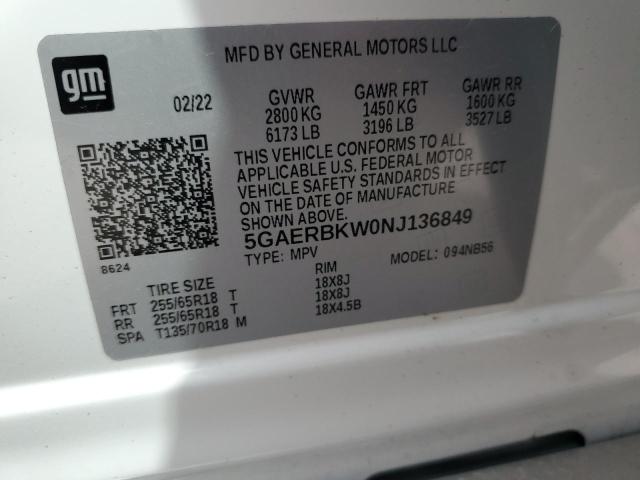 gm
MFD BY GENERAL MOTORS LLC
02/22 GVWR GAWR FRT GAWR RR
2800 KG 1450 KG 1600 KG
6173 LB 3196 LB 3527 LB
THIS VEHICLE CONFORMS TO ALL
APPLICABLE U.S. FEDERAL MOTOR
VEHICLE SAFETY STANDARDS IN EFFECT
ON THE DATE OF MANUFACTURE
SHOWN ABOVE.
5GAERBKW0NJ136849
TYPE: MPV MODEL: 094NB56
8624
TIRE SIZE RIM
FRT 255/65R18 T 18X8J
RR 255/65R18 T 18X8J
SPA T135/70R18 M 18X4.5B